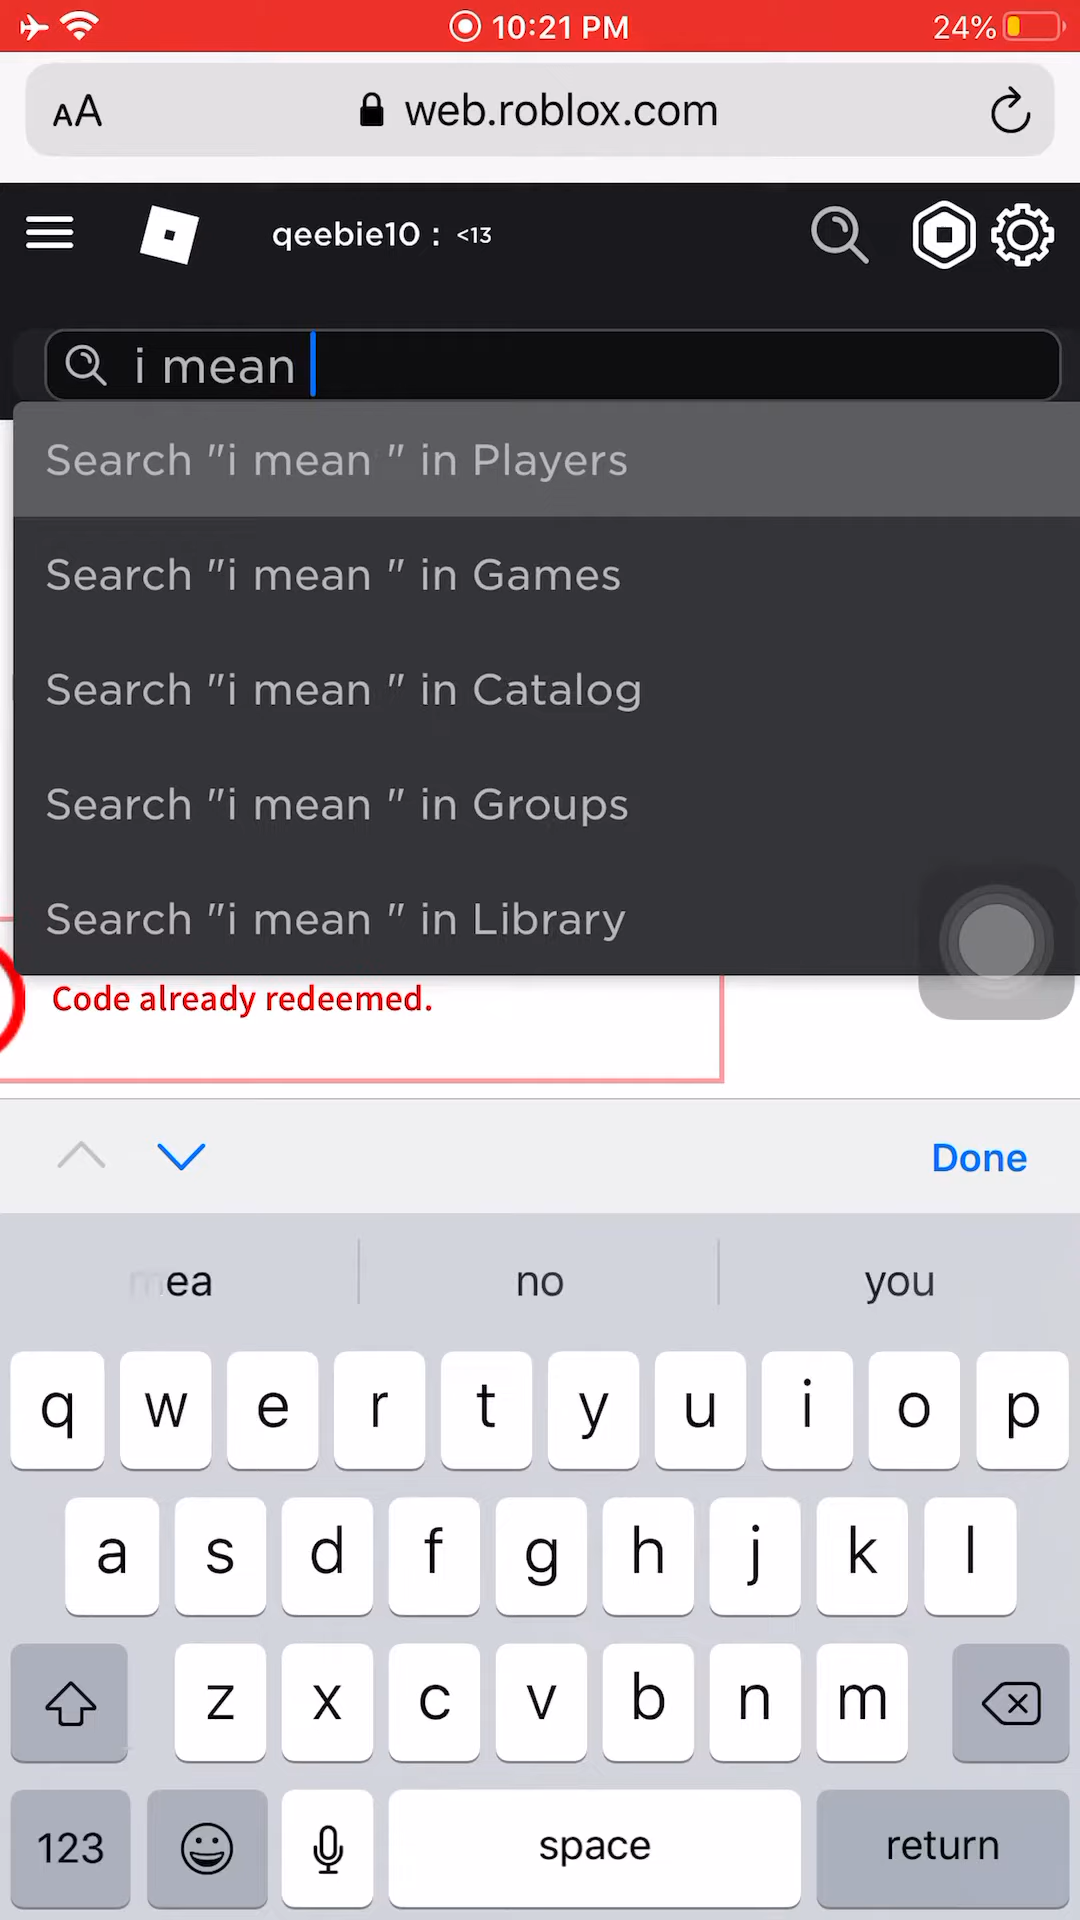 10:21 PM
24%
AA
web.roblox.com
qeebie10 : <13
i mean
Search "i mean " in Players
Search "i mean " in Games
Search "i mean " in Catalog
Search "i mean " in Groups
Search "i mean " in Library
Code already redeemed.
Done
mea no you
q w e r t y u i o p
a s d f g h j k l
z x c v b n m
123 space return